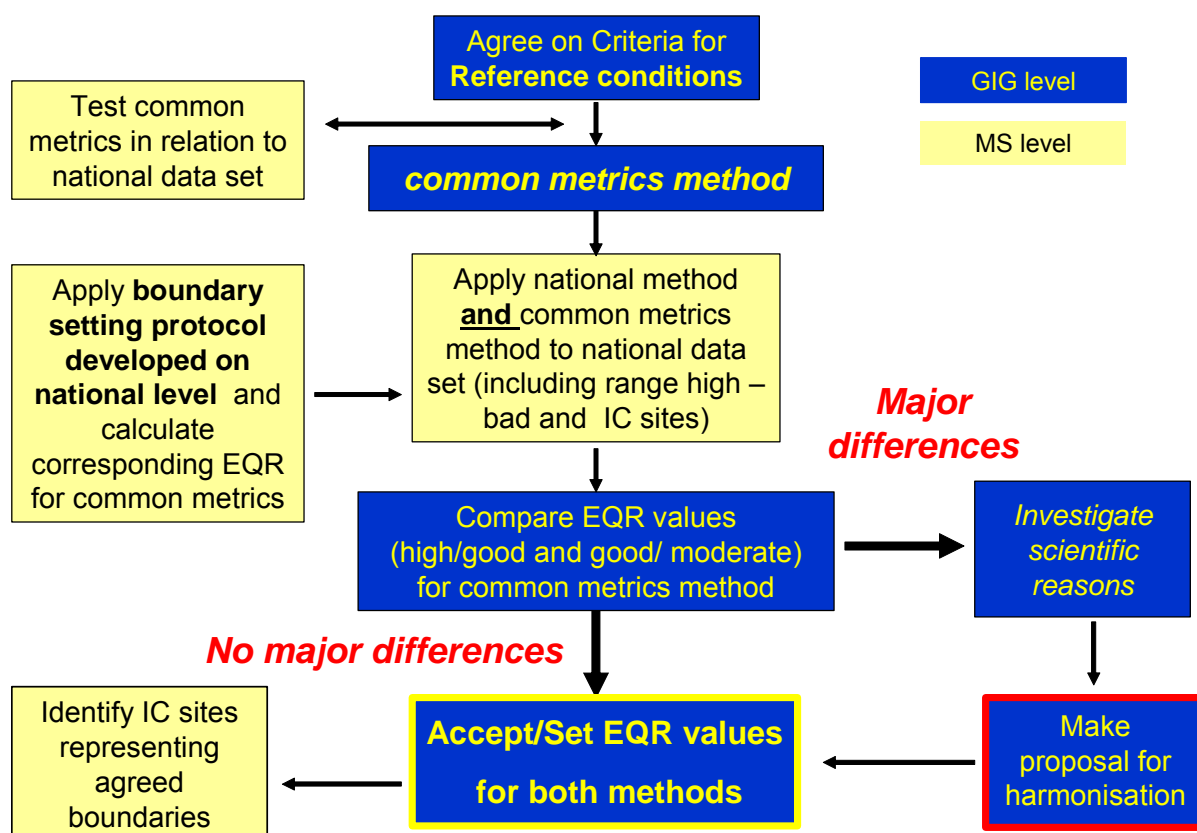 Agree on Criteria for
Reference conditions
GIG level
MS level
Test common
metrics in relation to
national data set
common metrics method
Apply boundary
setting protocol
developed on
national level and
calculate
corresponding EQR
for common metrics
Apply national method
and common metrics
method to national data
set (including range high –
bad and IC sites)
Major
differences
Compare EQR values
(high/good and good/ moderate)
for common metrics method
Investigate
scientific
reasons
No major differences
Identify IC sites
representing
agreed
boundaries
Accept/Set EQR values
for both methods
Make
proposal for
harmonisation